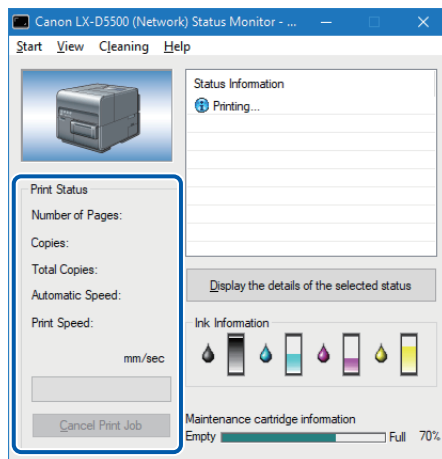 Canon LX-D5500 (Network) Status Monitor - ...
Start View Cleaning Help
Status Information
Printing...
Print Status
Number of Pages:
Copies:
Total Copies:
Automatic Speed:
Print Speed:
mm/sec
Cancel Print Job
Display the details of the selected status
Ink Information
Maintenance cartridge information
Empty Full 70%